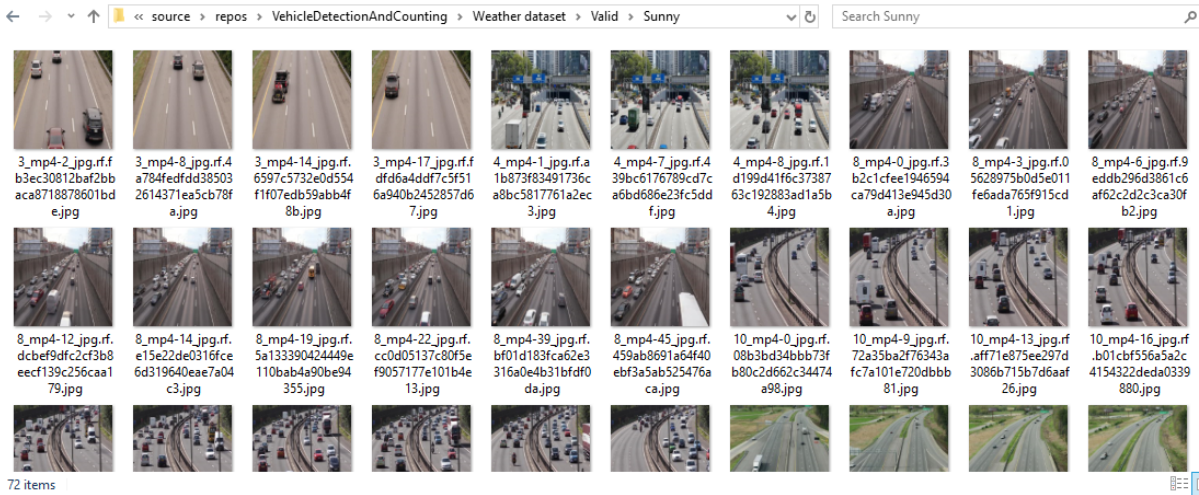 « source › repos › VehicleDetectionAndCounting › Weather dataset › Valid › Sunny
Search Sunny
3_mp4-2_jpg.rf.f
b3ec30812baf2bb
aca8718878601bd
e.jpg
3_mp4-8_jpg.rf.4
a784fedfdd38503
2614371ea5cb78f
a.jpg
3_mp4-14_jpg.rf.
6597c5732e0d554
f1f07edb59abb4f
8b.jpg
3_mp4-17_jpg.rf.f
dfd6a4ddf7c5f51
6a940b2452857d6
7.jpg
4_mp4-1_jpg.rf.a
1b873f83491736c
a8bc5817761a2ec
3.jpg
4_mp4-7_jpg.rf.4
39bc6176789cd7c
a6bd686e23fc5dd
f.jpg
4_mp4-8_jpg.rf.1
d199d41f6c37387
63c192883ad1a5b
4.jpg
8_mp4-0_jpg.rf.3
b2c1cfee1946594
ca79d413e945d30
a.jpg
8_mp4-3_jpg.rf.0
5628975b0d5e011
fe6ada765f915cd
1.jpg
8_mp4-6_jpg.rf.9
eddb296d3861c6
af62c2d2c3ca30f
b2.jpg
8_mp4-12_jpg.rf.
dcbef9dfc2cf3b8
eecf139c256caa1
79.jpg
8_mp4-14_jpg.rf.
e15e22de0316fce
6d319640eae7a04
c3.jpg
8_mp4-19_jpg.rf.
5a133390424449e
110bab4a90be94
355.jpg
8_mp4-22_jpg.rf.
cc0d05137c80f5e
f9057177e101b4e
13.jpg
8_mp4-39_jpg.rf.
bf01d183fca62e3
316a0e4b31bfdf0
da.jpg
8_mp4-45_jpg.rf.
459ab8691a64f40
ebf3a5ab525476a
ca.jpg
10_mp4-0_jpg.rf.
08b3bd34bbb73f
b80c2d662c34474
a98.jpg
10_mp4-9_jpg.rf.
72a35ba2f76343a
fc7a101e720dbbb
81.jpg
10_mp4-13_jpg.rf
.aff71e875ee297d
3086b715b7d6aaf
26.jpg
10_mp4-16_jpg.rf
.b01cbf556a5a2c
4154322deda0339
880.jpg
72 items